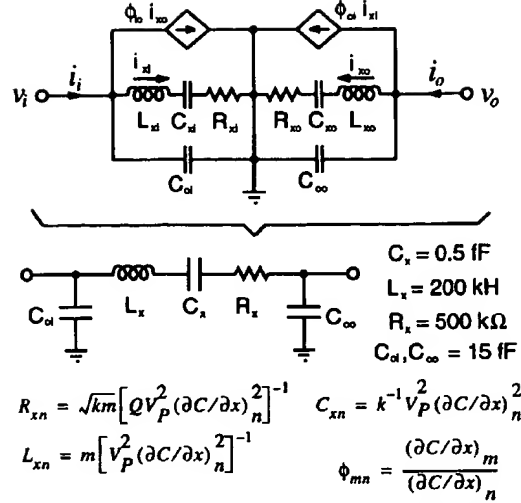 ϕ_io i_xo ϕ_oi i_xi
i_xi i_xo
v_i i_i i_o v_o
L_xi C_xi R_xi R_xo C_xo L_xo
C_oi C_oo
C_x = 0.5 fF
L_x = 200 kH
R_x = 500 kΩ
C_oi, C_oo = 15 fF
C_oi L_x C_x R_x C_oo
R_xn = √km [QV_P^2 (∂C/∂x)_n^2]^-1 C_xn = k^-1 V_P^2 (∂C/∂x)_n^2
L_xn = m [V_P^2 (∂C/∂x)_n^2]^-1 ϕ_mn = (∂C/∂x)_m / (∂C/∂x)_n